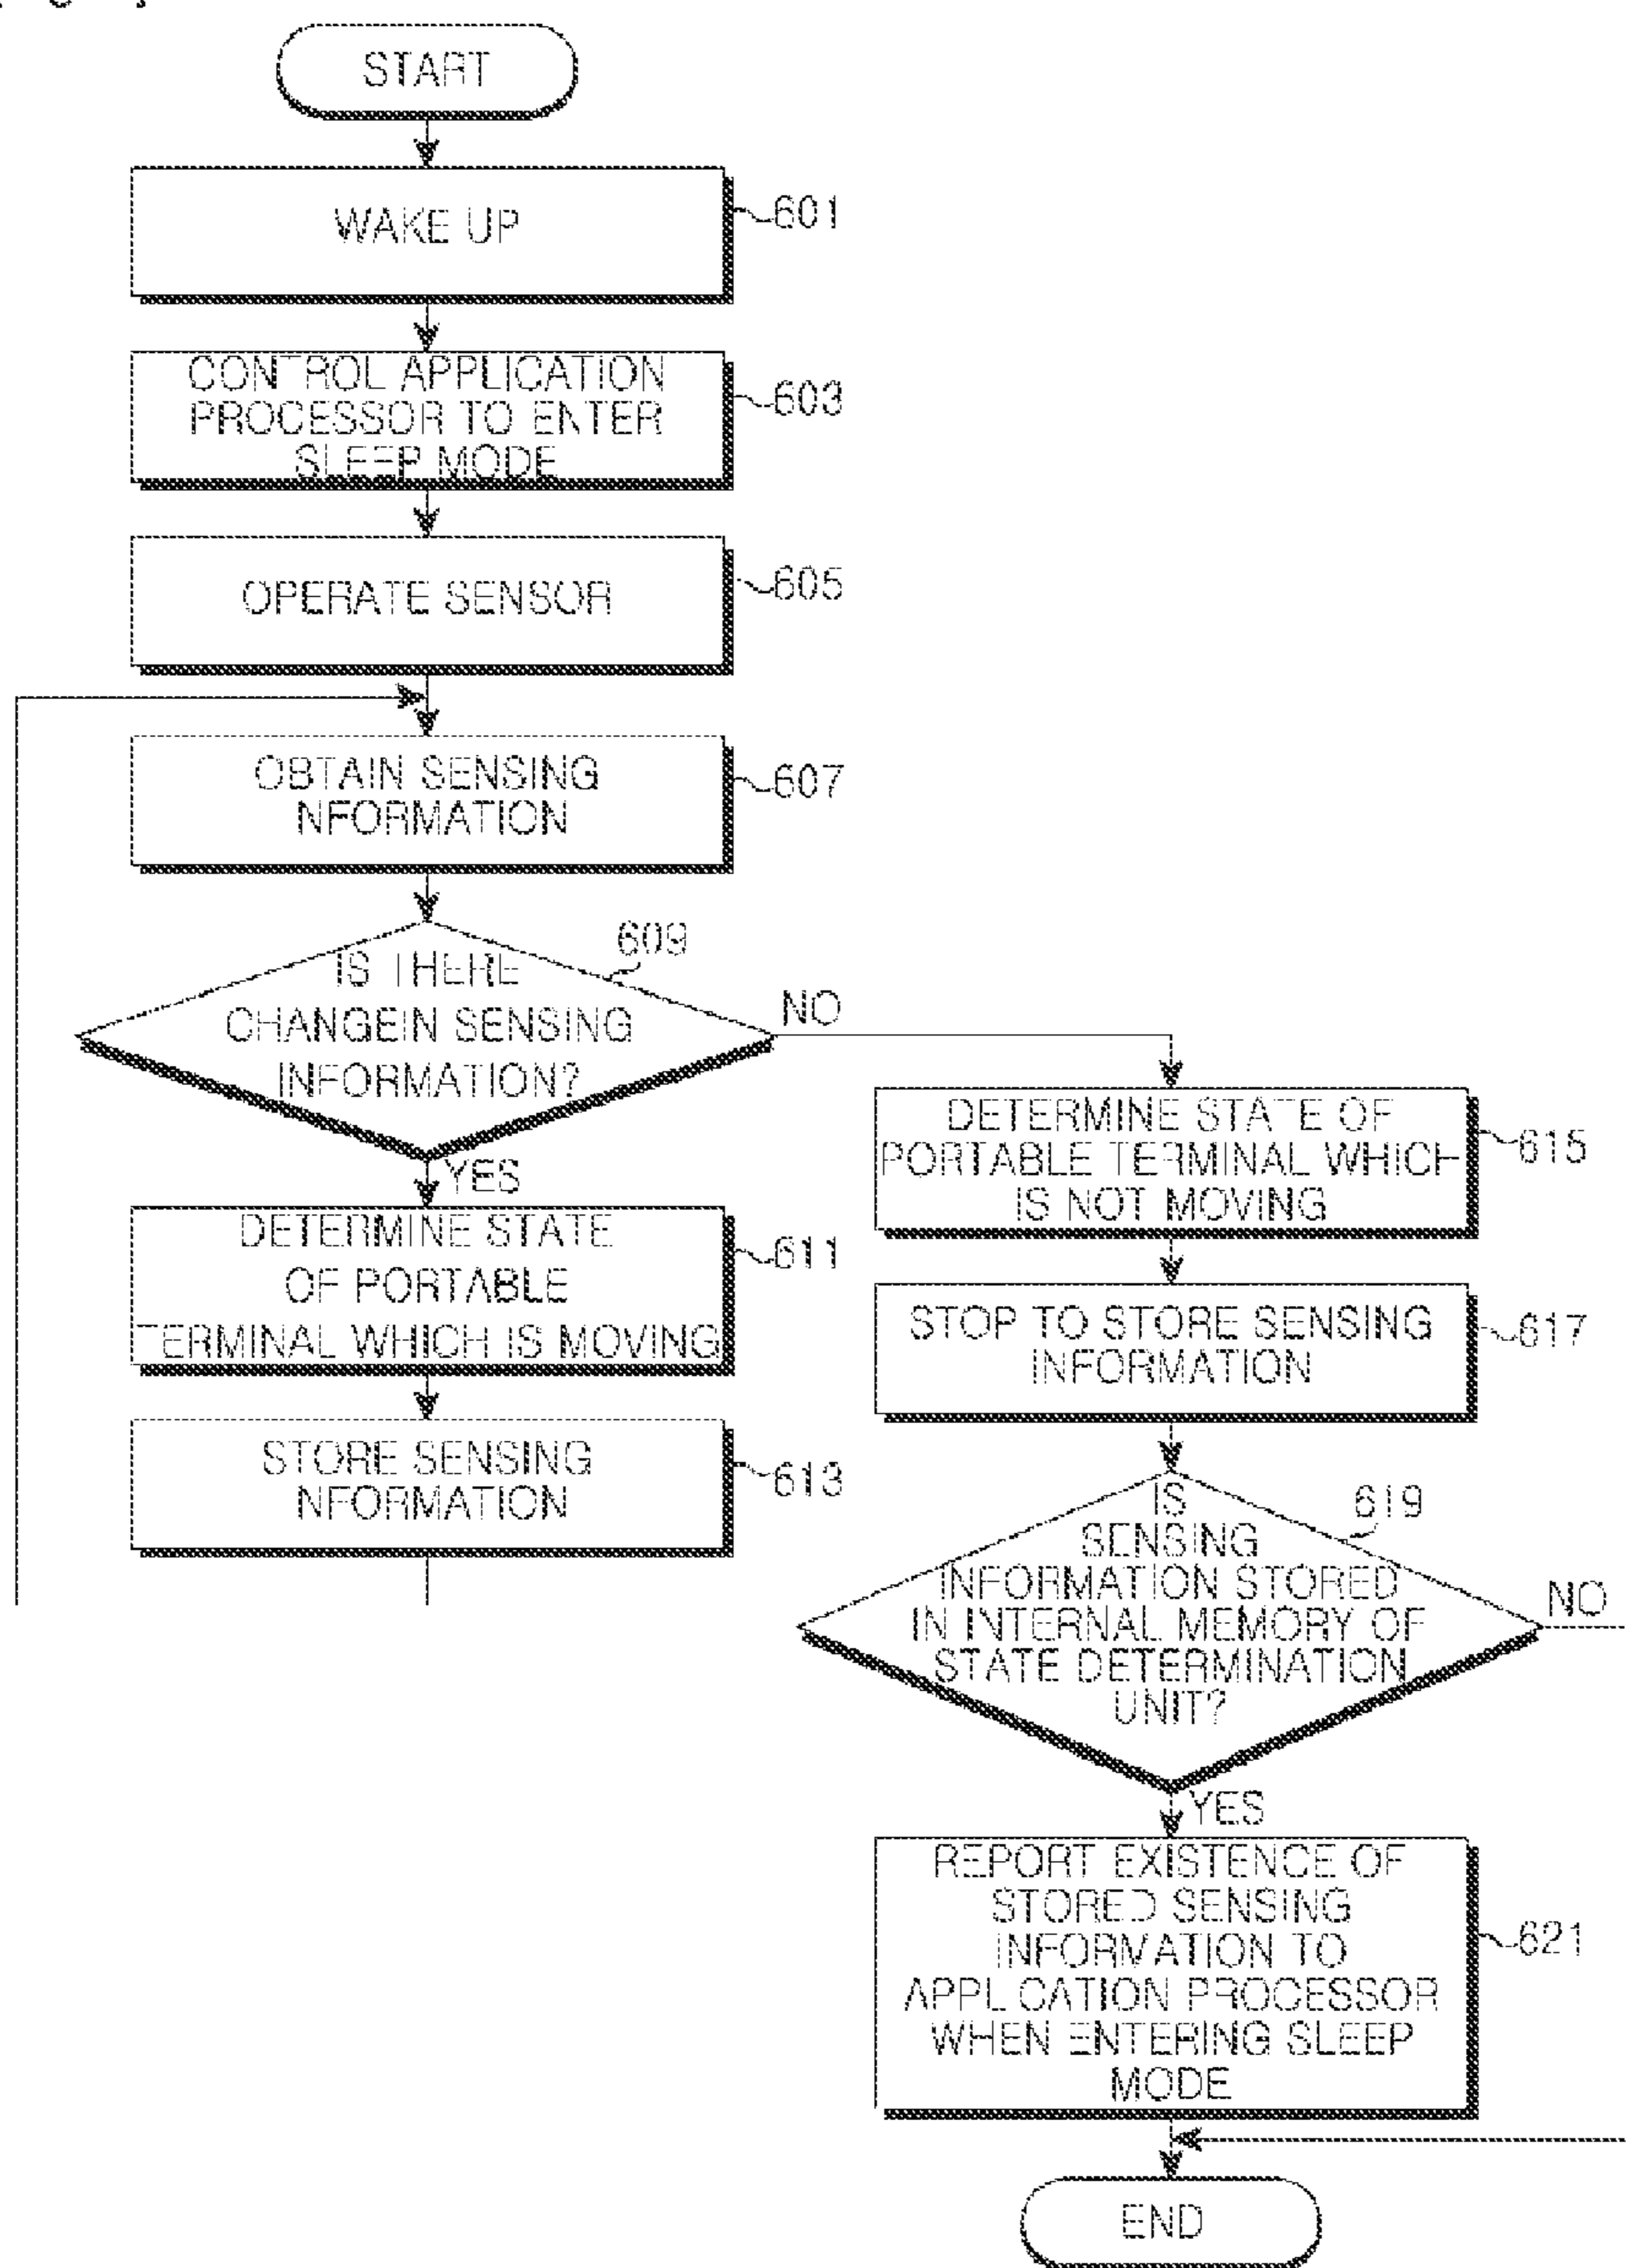 START
WAKE UP
601
CONTROL APPLICATION
PROCESSOR TO ENTER
SLEEP MODE
603
OPERATE SENSOR
605
OBTAIN SENSING
NFORMATION
607
609
IS THERE
CHANGEIN SENSING
INFORMATION?
NO
YES
DETERMINE STATE
OF PORTABLE
TERMINAL WHICH IS MOVING
611
STORE SENSING
NFORMATION
613
DETERMINE STATE OF
PORTABLE TERMINAL WHICH
IS NOT MOVING
615
STOP TO STORE SENSING
INFORMATION
617
619
IS
SENSING
INFORMATION STORED
IN INTERNAL MEMORY OF
STATE DETERMINATION
UNIT?
NO
YES
REPORT EXISTENCE OF
STORED SENSING
INFORMATION TO
APPLICATION PROCESSOR
WHEN ENTERING SLEEP
MODE
621
END